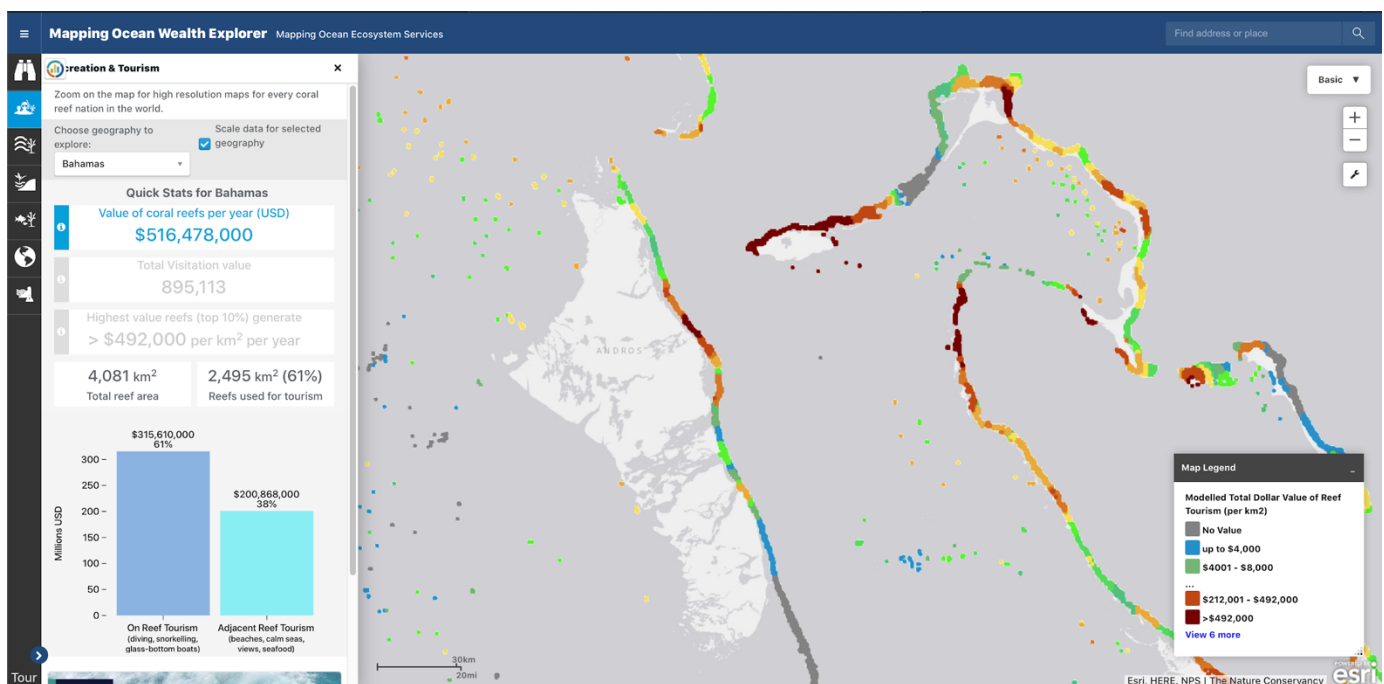 Mapping Ocean Wealth Explorer Mapping Ocean Ecosystem Services
Find address or place
creation & Tourism
Zoom on the map for high resolution maps for every coral
reef nation in the world.
Choose geography to
explore:
Scale data for selected
geography
Bahamas
Quick Stats for Bahamas
Value of coral reefs per year (USD)
$516,478,000
Total Visitation value
895,113
Highest value reefs (top 10%) generate
> $492,000 per km² per year
4,081 km²
Total reef area
2,495 km² (61%)
Reefs used for tourism
$315,610,000
61%
$200,868,000
38%
Millions USD
300
250
200
150
100
50
0
On Reef Tourism
(diving, snorkelling,
glass-bottom boats)
Adjacent Reef Tourism
(beaches, calm seas,
views, seafood)
Tour
ANDROS
Basic
Map Legend
Modelled Total Dollar Value of Reef
Tourism (per km2)
No Value
up to $4,000
$4001 - $8,000
...
$212,001 - $492,000
>$492,000
View 6 more
30km
20mi
POWERED BY
esri
Esri, HERE, NPS | The Nature Conservancy